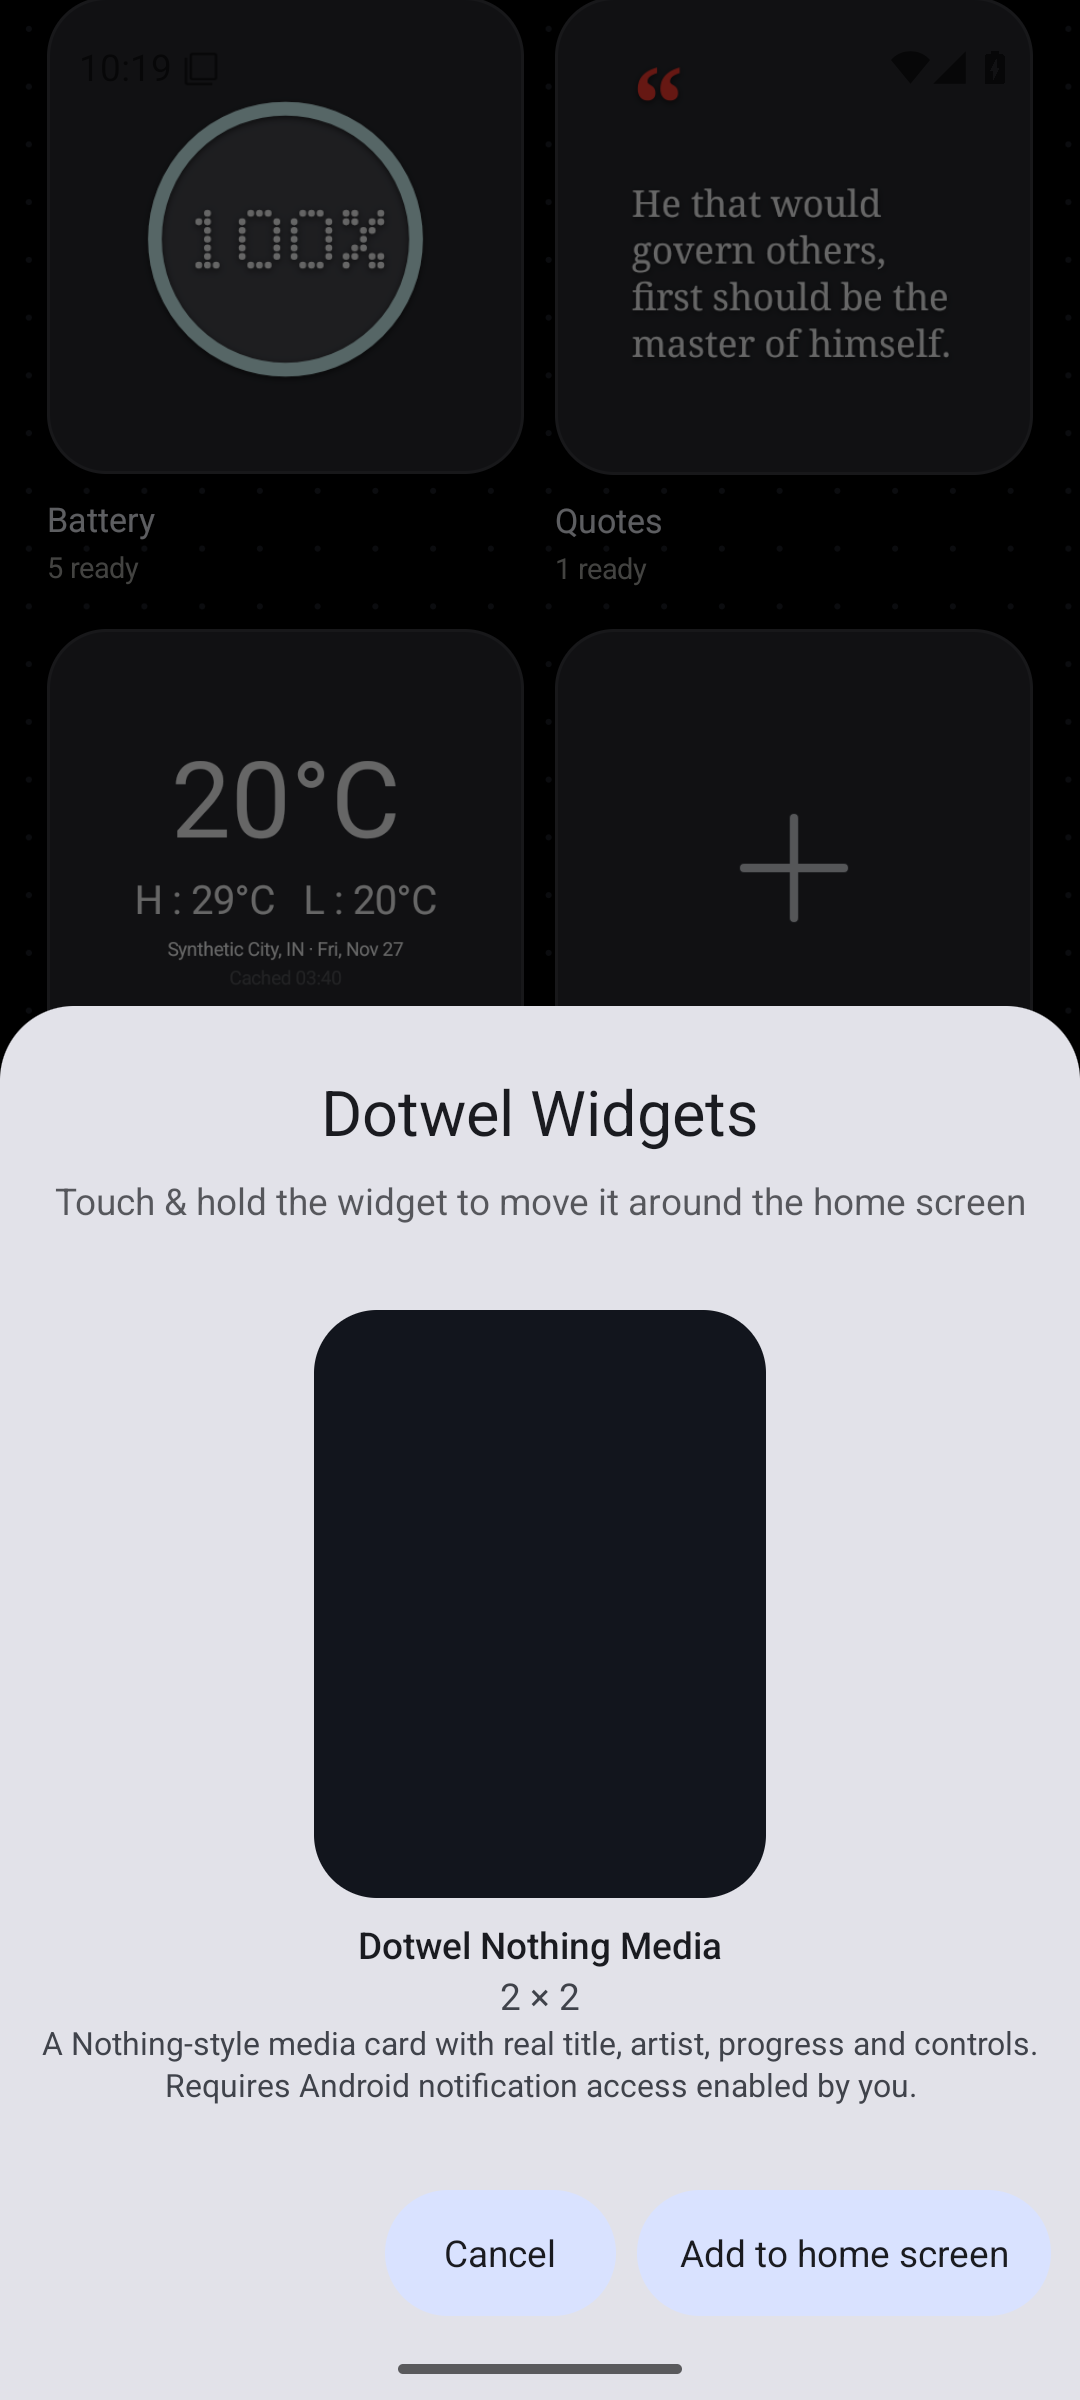 10:19
100%
“
He that would
govern others,
first should be the
master of himself.
Battery
5 ready
Quotes
1 ready
20°C
H : 29°C L : 20°C
Synthetic City, IN · Fri, Nov 27
Cached 03:40
Dotwel Widgets
Touch & hold the widget to move it around the home screen
Dotwel Nothing Media
2 × 2
A Nothing-style media card with real title, artist, progress and controls.
Requires Android notification access enabled by you.
Cancel
Add to home screen